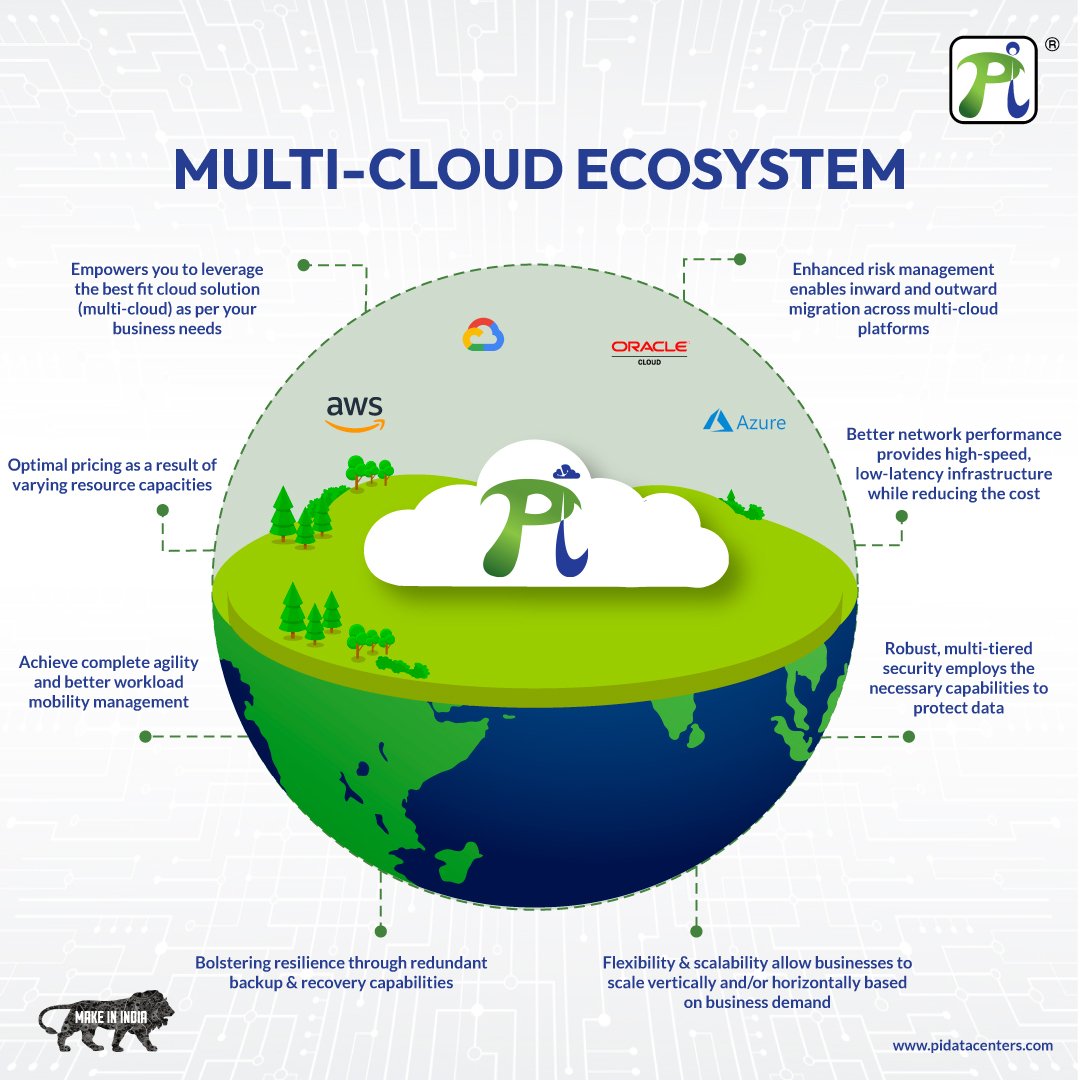 Pi
®
MULTI-CLOUD ECOSYSTEM
Empowers you to leverage
the best fit cloud solution
(multi-cloud) as per your
business needs
Enhanced risk management
enables inward and outward
migration across multi-cloud
platforms
ORACLE
CLOUD
aws
Azure
Optimal pricing as a result of
varying resource capacities
Better network performance
provides high-speed,
low-latency infrastructure
while reducing the cost
Pi
Achieve complete agility
and better workload
mobility management
Robust, multi-tiered
security employs the
necessary capabilities to
protect data
Bolstering resilience through redundant
backup & recovery capabilities
Flexibility & scalability allow businesses to
scale vertically and/or horizontally based
on business demand
MAKE IN INDIA
www.pidatacenters.com